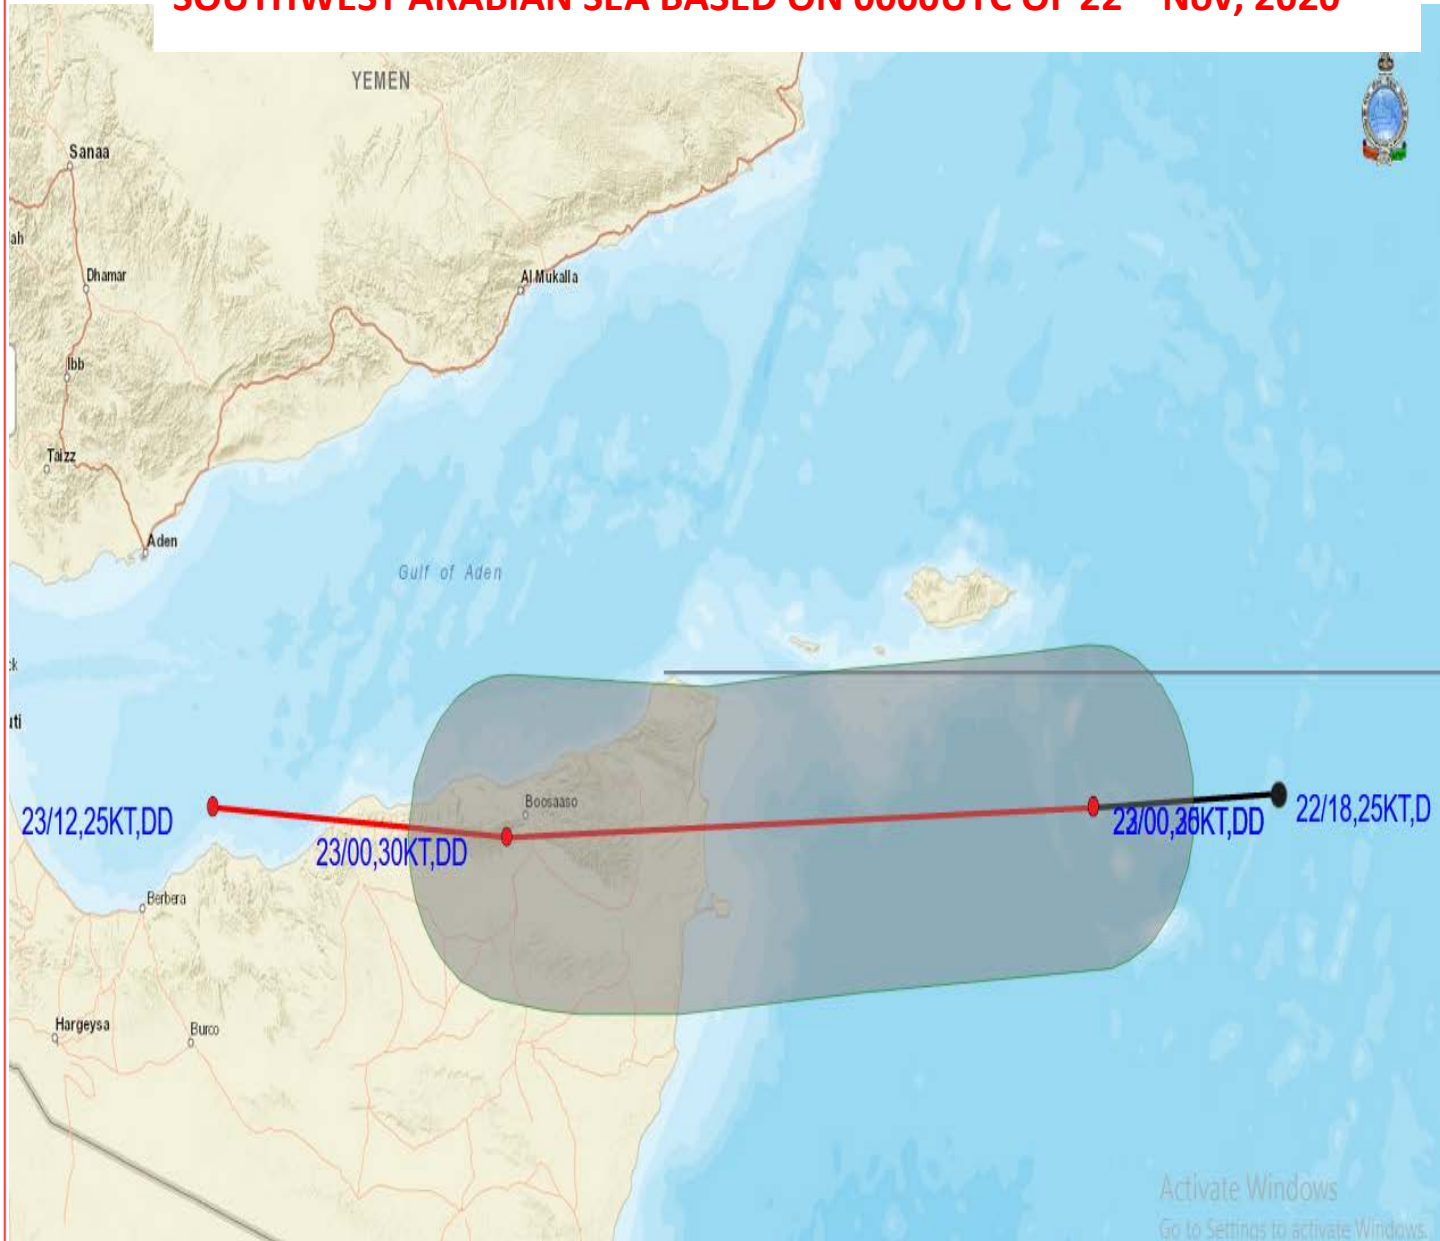 SOUTHWEST ARABIAN SEA BASED ON 0000UTC OF 22 Nov, 2020
YEMEN
Sanaa
ah
Dhamar
Al Mukalla
Ibb
Taizz
Aden
Gulf of Aden
uti
Boosaaso
23/12,25KT,DD
23/00,30KT,DD
22/18,25KT,D
Berbera
Hargeysa
Burco
Activate Windows
Go to Settings to activate Windows.